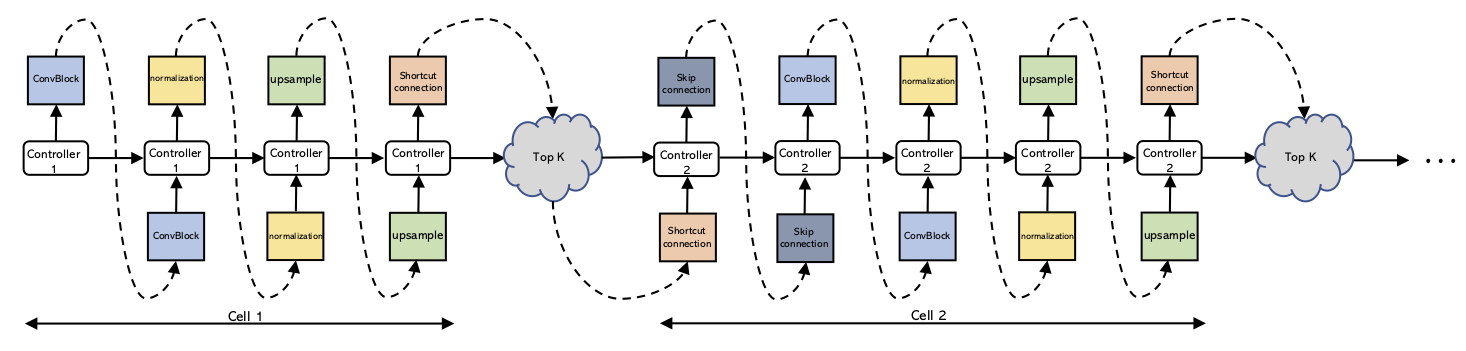 ConvBlock
normalization
upsample
Shortcut
connection
Skip
connection
ConvBlock
normalization
upsample
Shortcut
connection
Controller
1
Controller
1
Controller
1
Controller
1
Top K
Controller
2
Controller
2
Controller
2
Controller
2
Controller
2
Top K
...
ConvBlock
normalization
upsample
Shortcut
connection
Skip
connection
ConvBlock
normalization
upsample
Cell 1
Cell 2